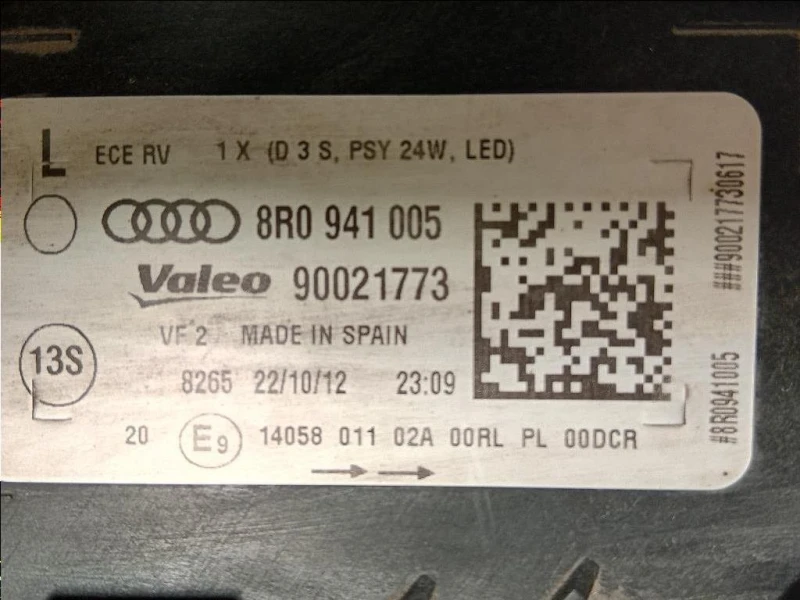 L ECE RV 1 X (D 3 S, PSY 24W, LED)
8R0 941 005
Valeo 90021773
VF 2 MADE IN SPAIN
13S
8265 22/10/12 23:09
20 E9 14058 011 02A 00RL PL 00DCR
###900217730617
#8R0941005